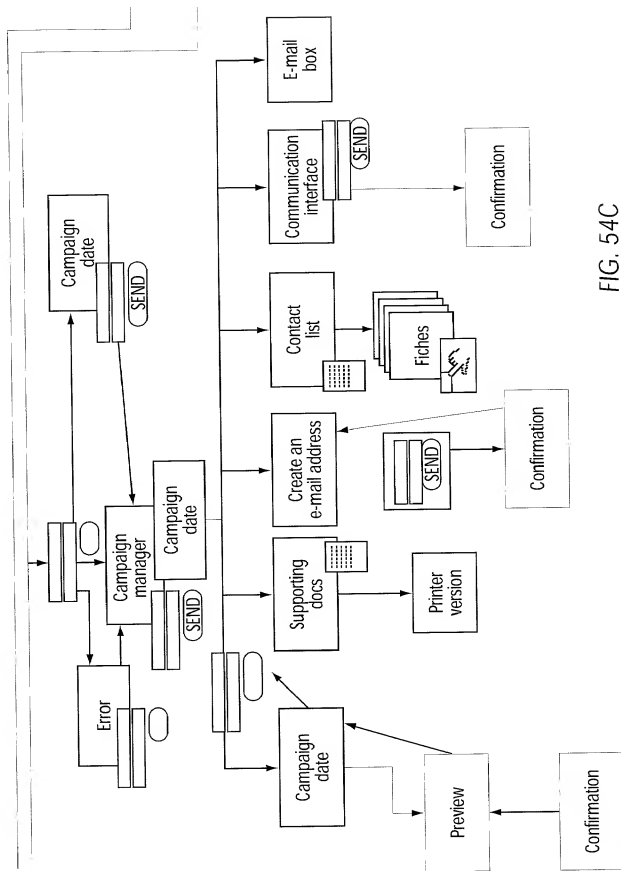 Campaign
date
SEND
Error
Campaign
manager
SEND
Campaign
date
Campaign
date
Supporting
docs
Create an
e-mail address
Contact
list
Communication
interface
SEND
E-mail
box
Printer
version
SEND
Fiches
Preview
Confirmation
Confirmation
Confirmation
FIG. 54C